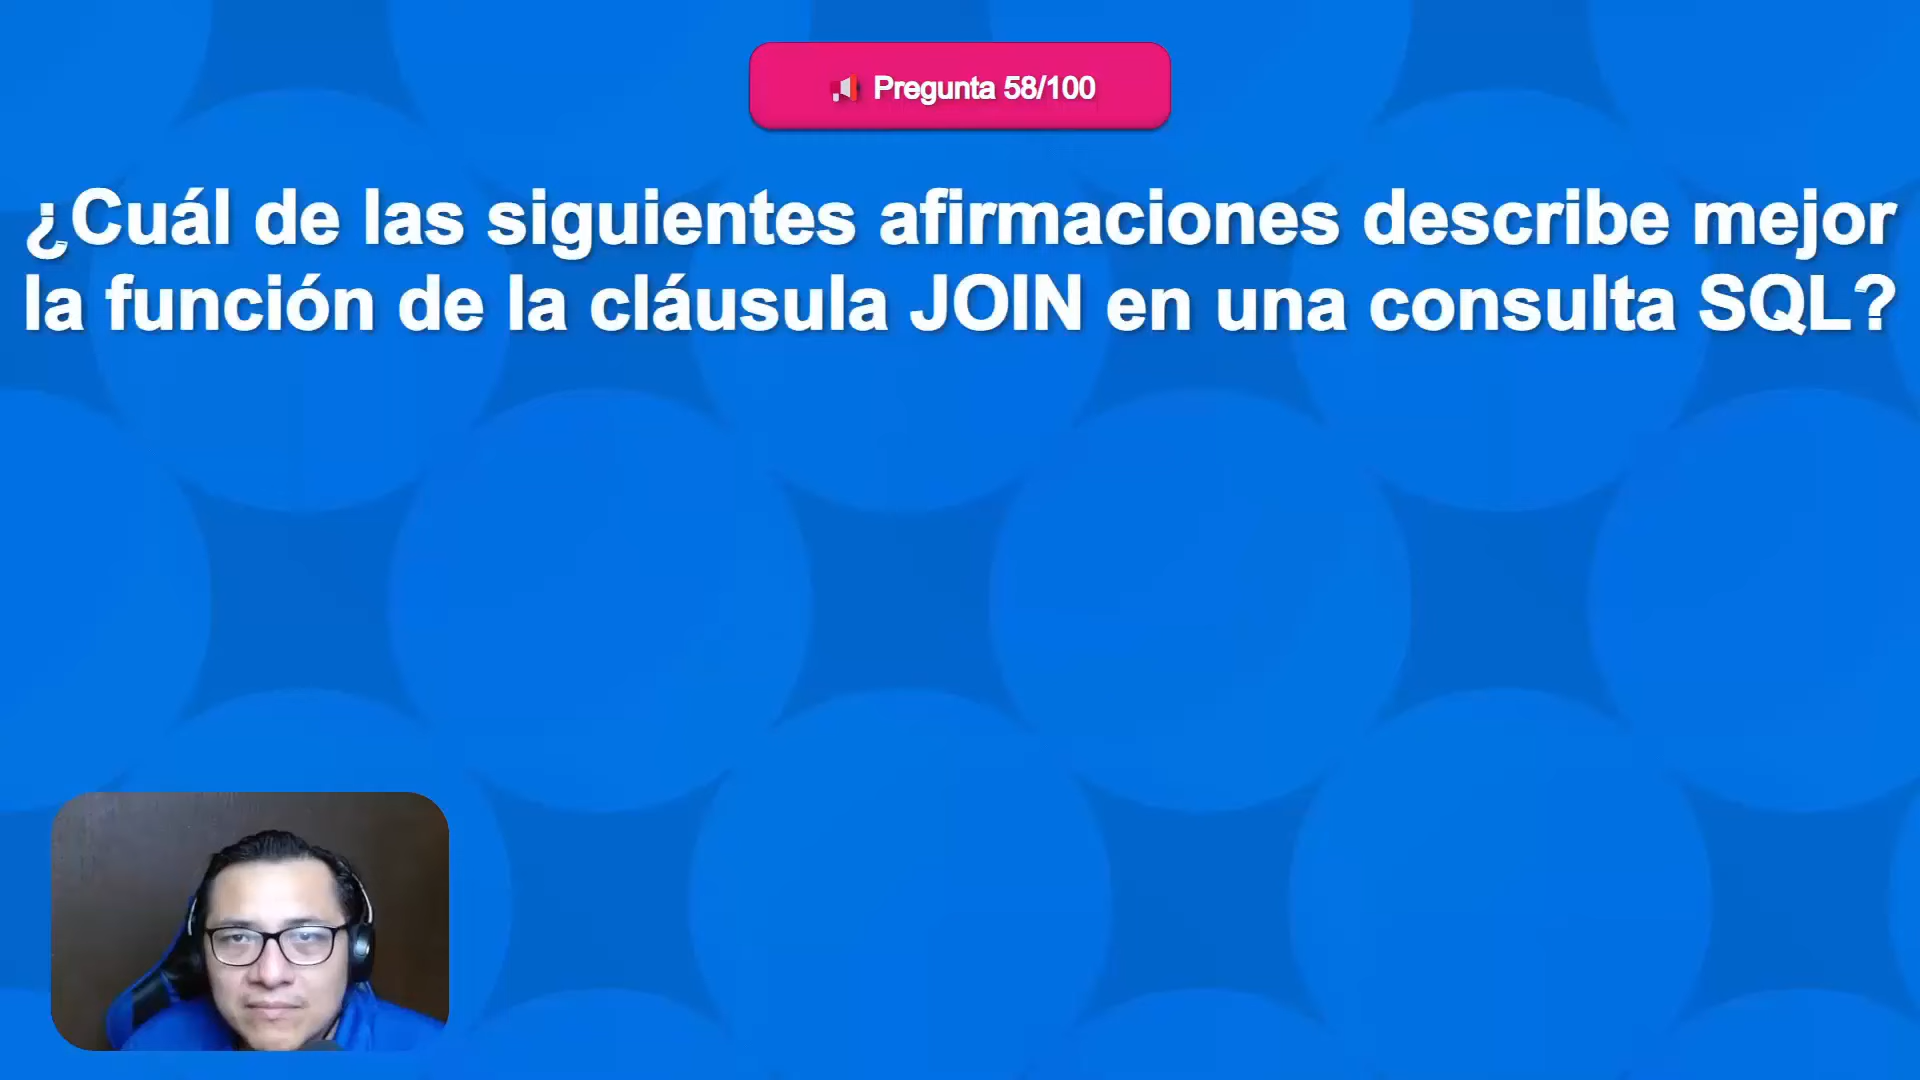 Pregunta 58/100
¿Cuál de las siguientes afirmaciones describe mejor
la función de la cláusula JOIN en una consulta SQL?